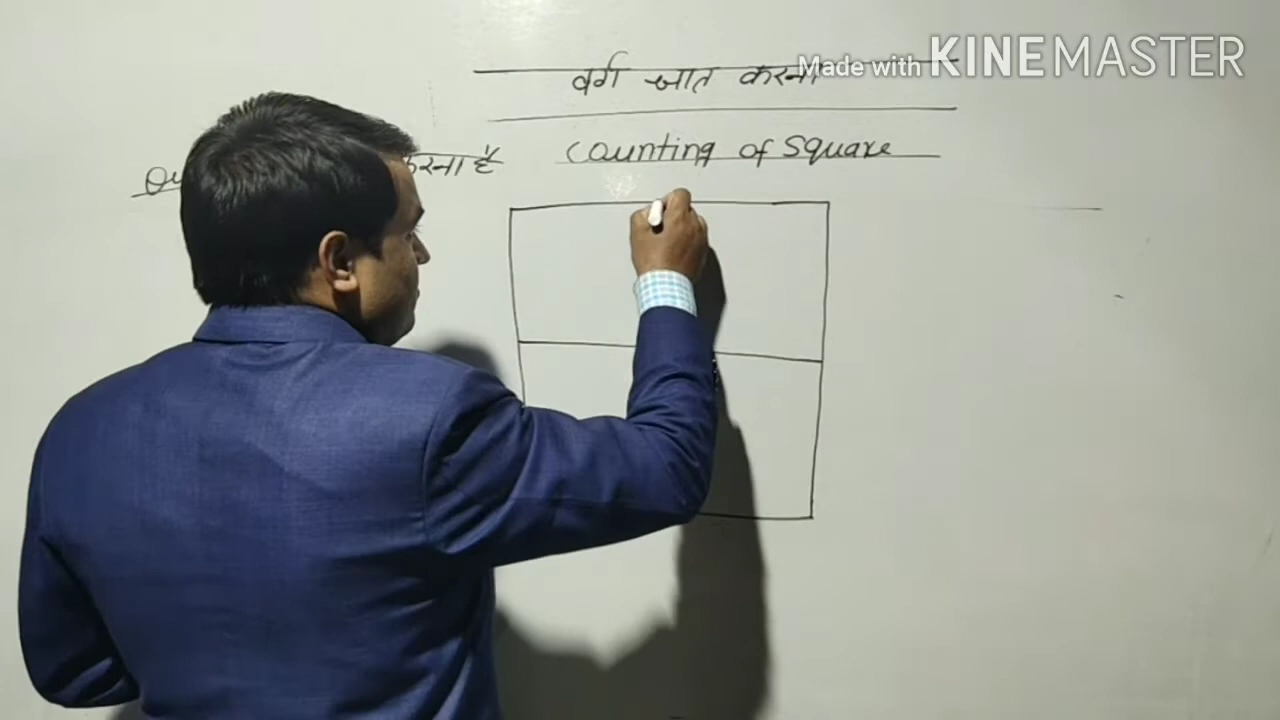 Made with KINEMASTER
वर्ग ज्ञात करना
Counting of Square
करना है